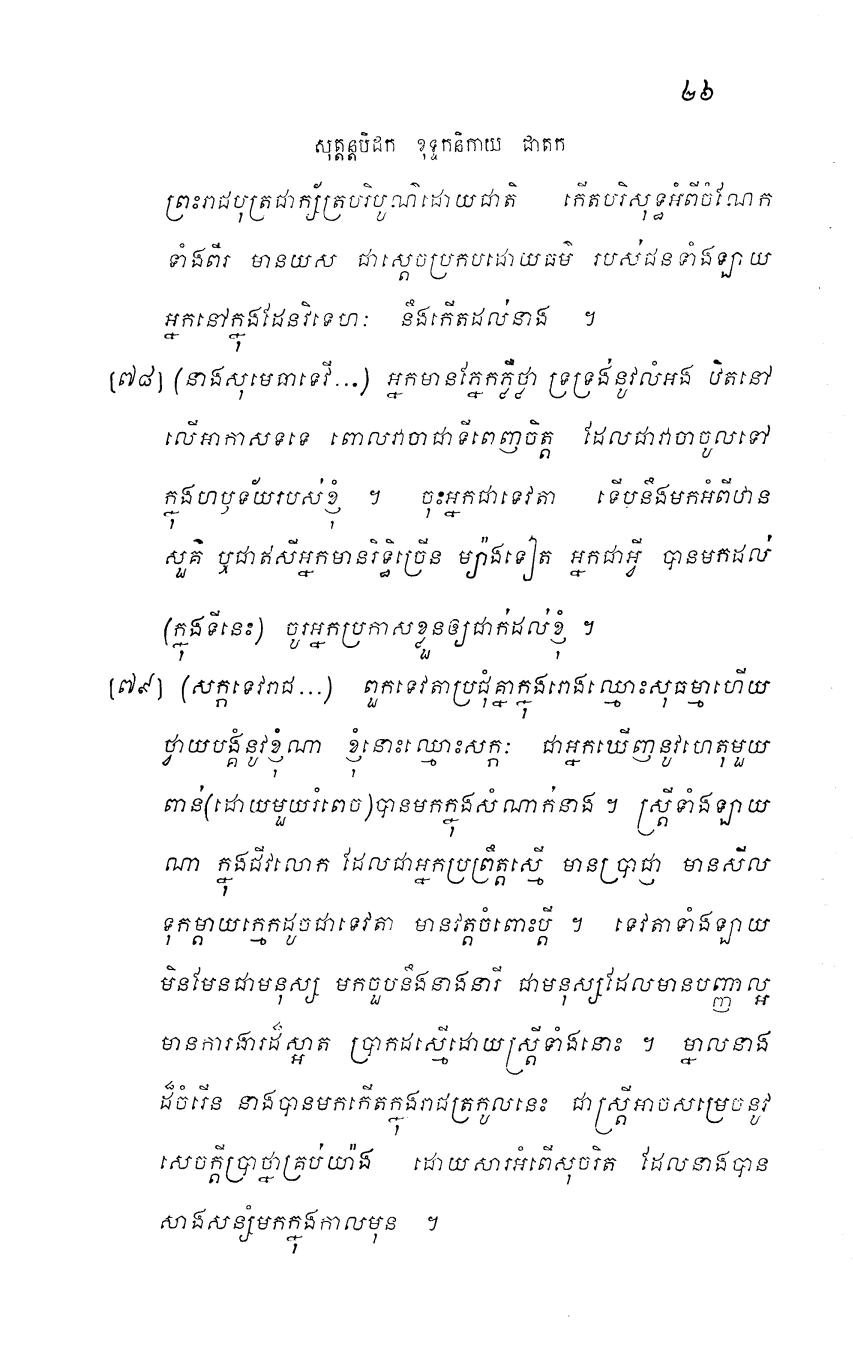 ២៦
សុត្តន្តបិដក ខុទ្ទកនិកាយ ជាតក
ព្រះរាជបុត្រជាក្ស័ត្របរិបូណ៌ដោយជាតិ កើតបរិសុទ្ធអំពីចំណែក
ទាំងពីរ មានយស ជាស្តេចប្រកបដោយធម៌ របស់ជនទាំងឡាយ
អ្នកនៅក្នុងដែនវិទេហៈ នឹងកើតដល់នាង ។
[៧៨] (នាងសុមេធាទេវី...) អ្នកមានភ្នែកភ្លឺថ្លា ទ្រទ្រង់នូវលំអង ឋិតនៅ
លើអាកាសទទេ ពោលវាចាជាទីពេញចិត្ត ដែលជាវាចាចូលទៅ
ក្នុងហឫទ័យរបស់ខ្ញុំ ។ ចុះអ្នកជាទេវតា ទើបនឹងមកអំពីឋាន
សួគ៌ ឬជាឥសីអ្នកមានរិទ្ធិច្រើន ម្យ៉ាងទៀត អ្នកជាអ្វី បានមកដល់
(ក្នុងទីនេះ) ចូរអ្នកប្រកាសខ្លួនឲ្យជាក់ដល់ខ្ញុំ ។
[៧៩] (សក្កទេវរាជ...) ពួកទេវតាប្រជុំគ្នាក្នុងរោងឈ្មោះសុធម្មាហើយ
ថ្វាយបង្គំនូវខ្ញុំណា ខ្ញុំនោះឈ្មោះសក្កៈ ជាអ្នកឃើញនូវហេតុមួយ
ពាន់(ដោយមួយរំពេច)បានមកក្នុងសំណាក់នាង ។ ស្ត្រីទាំងឡាយ
ណា ក្នុងជីវលោក ដែលជាអ្នកប្រព្រឹត្តស្មើ មានប្រាជ្ញា មានសីល
ទុកម្តាយក្មេកដូចជាទេវតា មានវត្តចំពោះប្តី ។ ទេវតាទាំងឡាយ
មិនមែនជាមនុស្ស មកចួបនឹងនាងនារី ជាមនុស្សដែលមានបញ្ញាល្អ
មានការងារដ៏ស្អាត ប្រាកដស្មើដោយស្ត្រីទាំងនោះ ។ ម្នាលនាង
ដ៏ចំរើន នាងបានមកកើតក្នុងរាជត្រកូលនេះ ជាស្ត្រីអាចសម្រេចនូវ
សេចក្តីប្រាថ្នាគ្រប់យ៉ាង ដោយសារអំពើសុចរិត ដែលនាងបាន
សាងសន្សំមកក្នុងកាលមុន ។